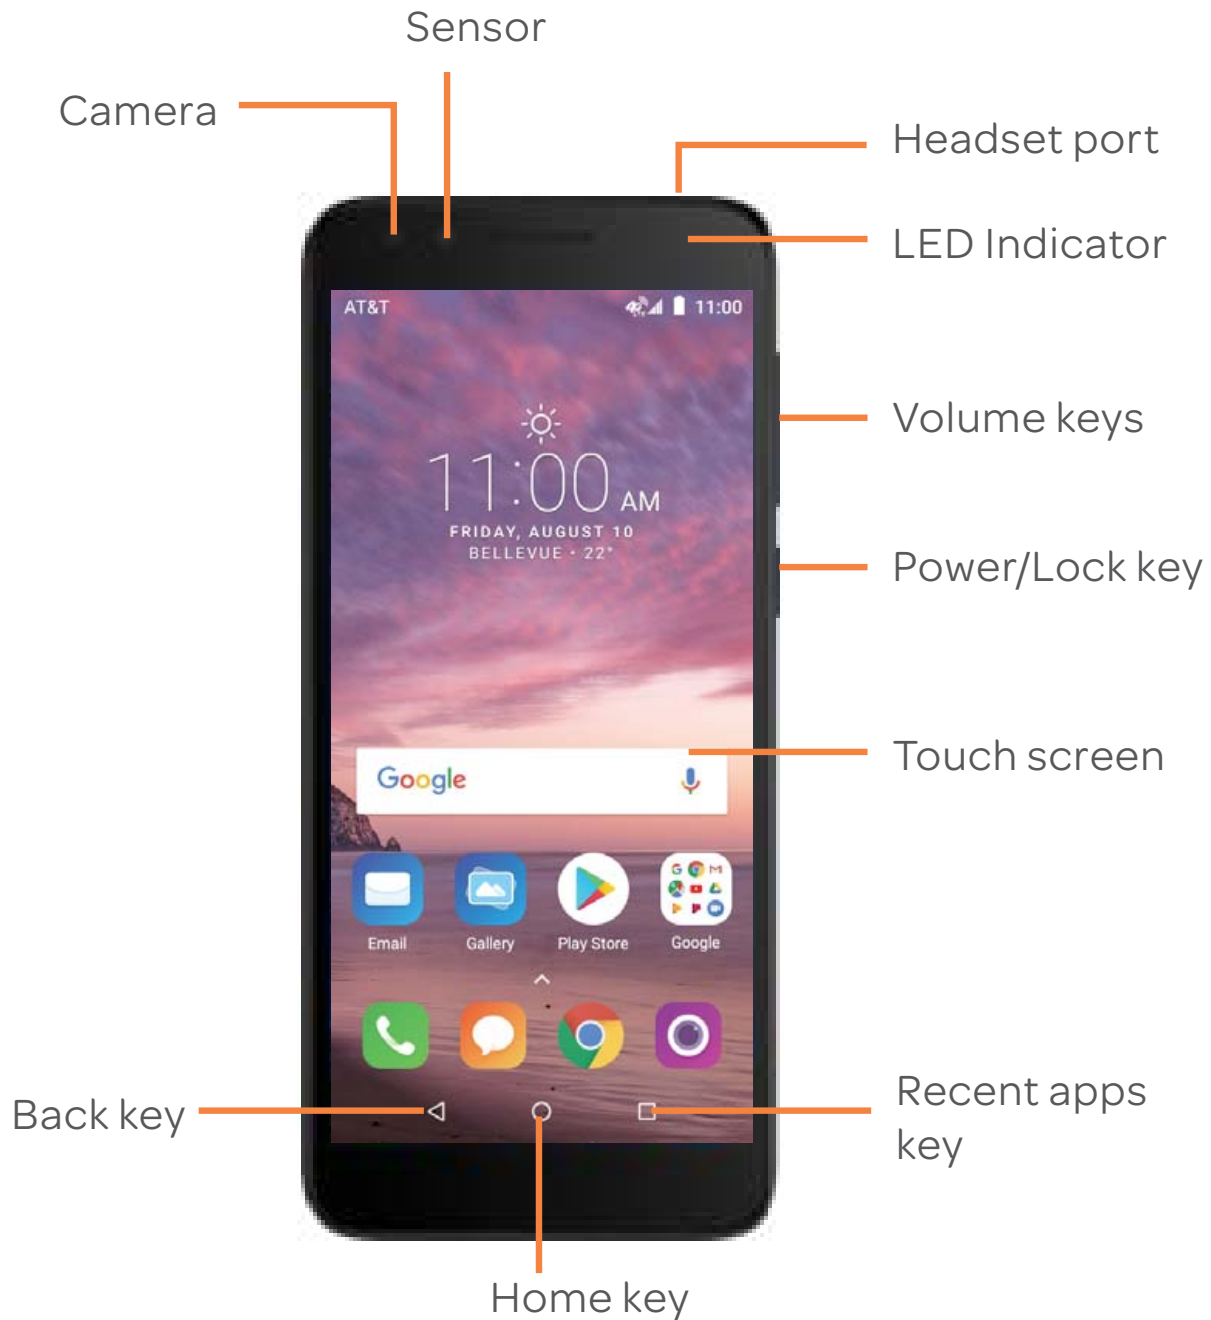 Sensor
Camera
Headset port
LED Indicator
AT&T
11:00
Volume keys
11:00 AM
FRIDAY, AUGUST 10
BELLEVUE • 22°
Power/Lock key
Touch screen
Google
Email
Gallery
Play Store
Google
Back key
Recent apps
key
Home key